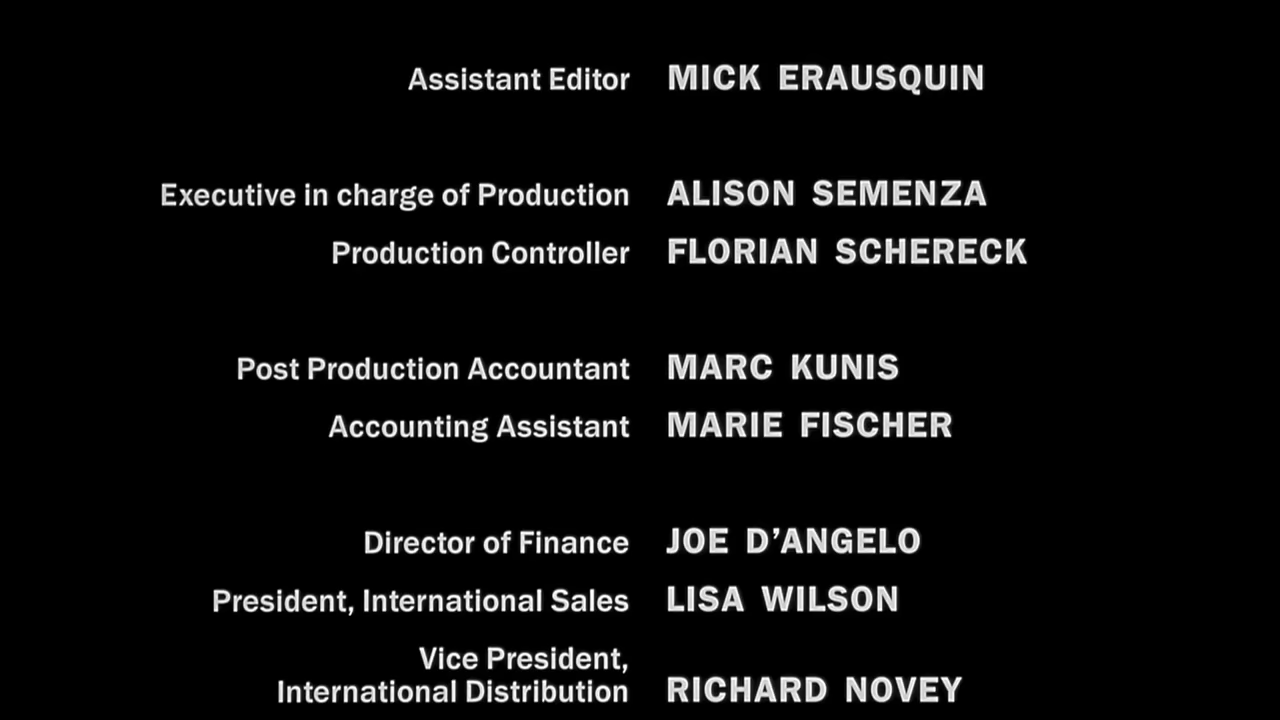 Assistant Editor MICK ERAUSQUIN
Executive in charge of Production ALISON SEMENZA
Production Controller FLORIAN SCHERECK
Post Production Accountant MARC KUNIS
Accounting Assistant MARIE FISCHER
Director of Finance JOE D’ANGELO
President, International Sales LISA WILSON
Vice President,
International Distribution RICHARD NOVEY